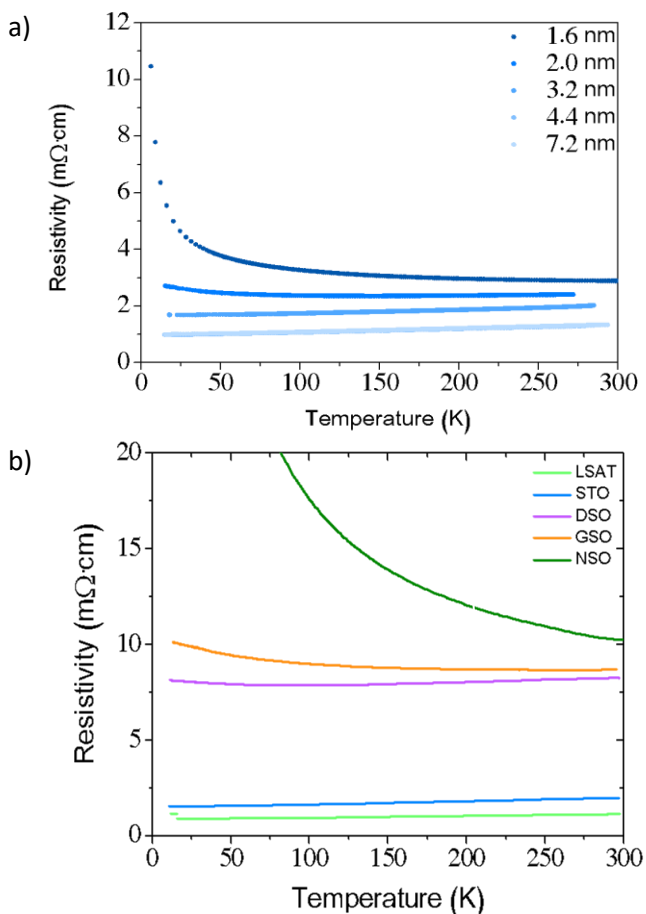 a)
12
10
8
6
4
2
0
Resistivity (mΩ·cm)
1.6 nm
2.0 nm
3.2 nm
4.4 nm
7.2 nm
0 50 100 150 200 250 300
Temperature (K)
b)
20
15
10
5
0
Resistivity (mΩ·cm)
LSAT
STO
DSO
GSO
NSO
0 50 100 150 200 250 300
Temperature (K)